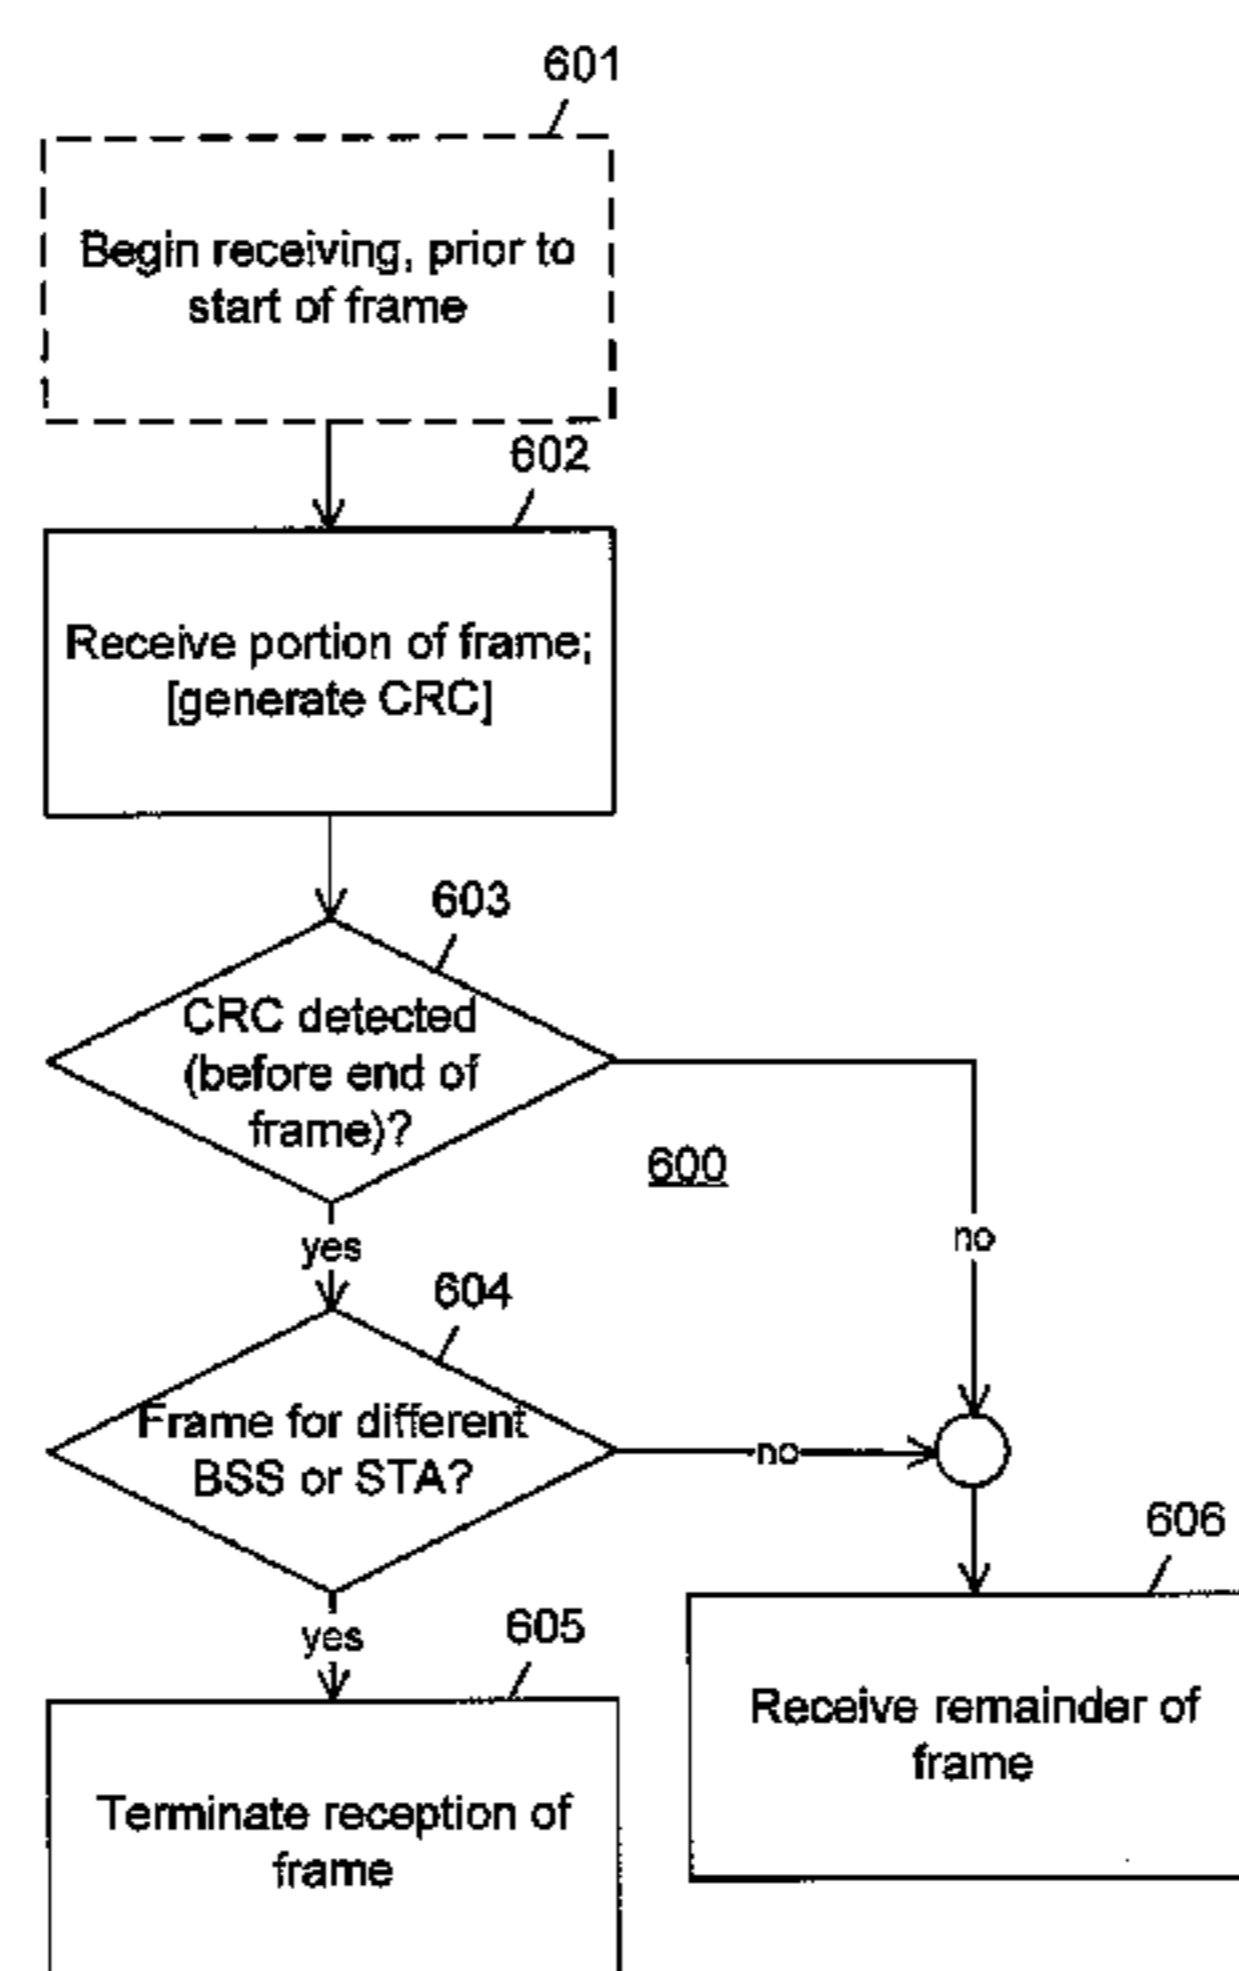 601
Begin receiving, prior to
start of frame
602
Receive portion of frame;
[generate CRC]
603
CRC detected
(before end of
frame)?
600
no
yes
604
Frame for different
BSS or STA?
no
606
yes
605
Receive remainder of
frame
Terminate reception of
frame